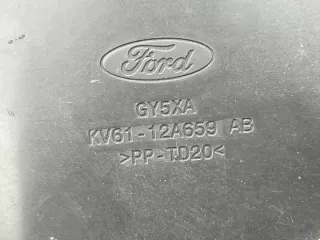 Ford
GY5XA
KV61-12A659 AB
>PP-TD20<